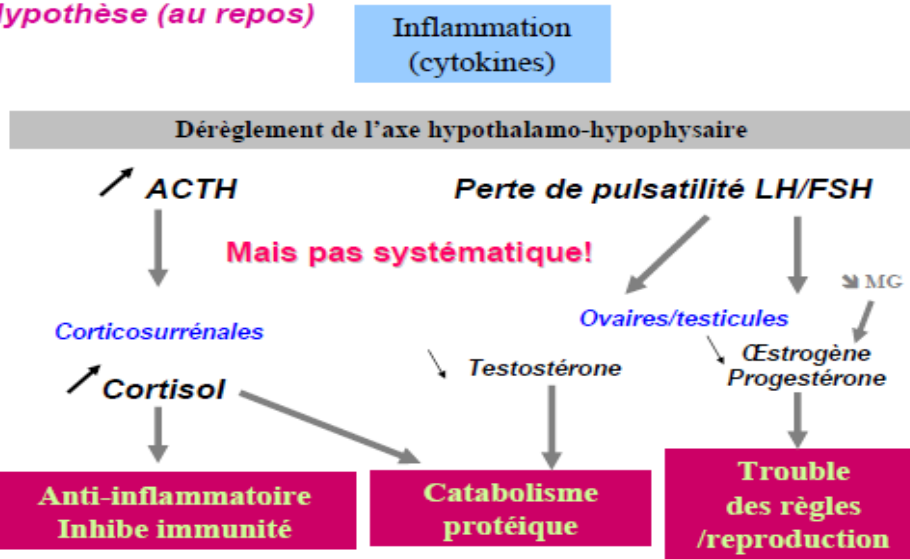 Hypothèse (au repos)
Inflammation
(cytokines)
Dérèglement de l'axe hypothalamo-hypophysaire
ACTH
Perte de pulsatilité LH/FSH
Mais pas systématique!
MG
Corticosurrénales
Ovaires/testicules
Cortisol
Testostérone
Œstrogène
Progestérone
Anti-inflammatoire
Inhibe immunité
Catabolisme
protéique
Trouble
des règles
/reproduction